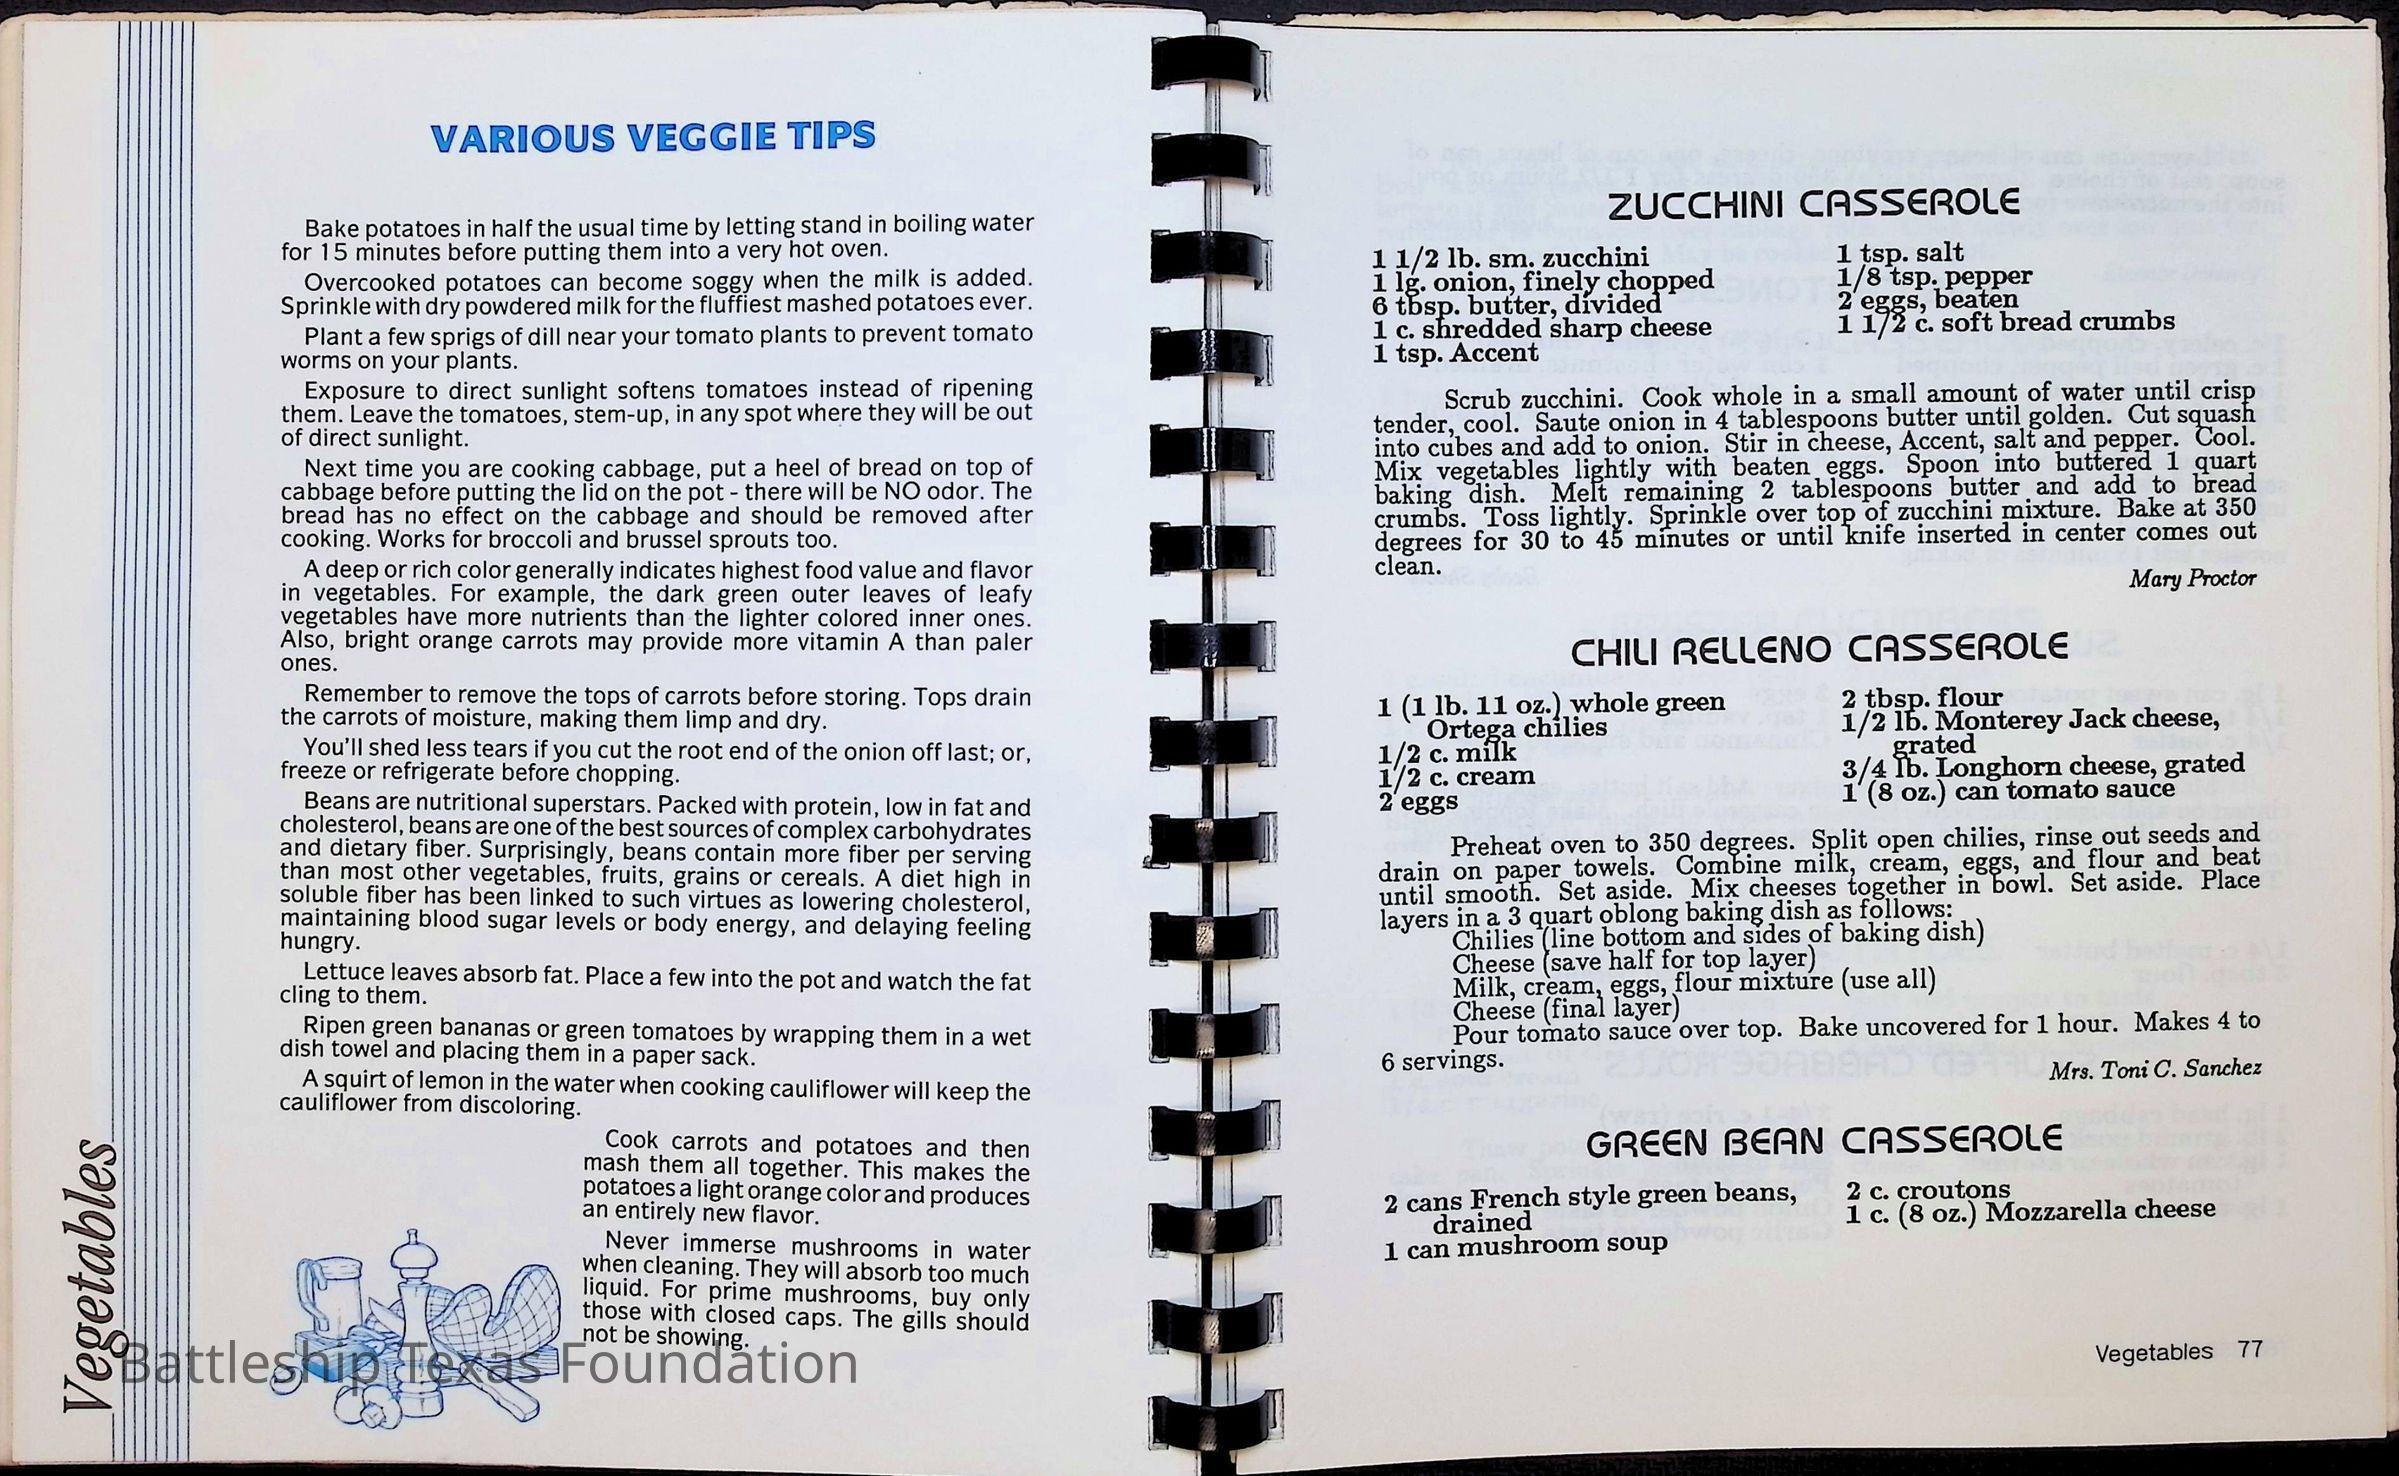 VARIOUS VEGGIE TIPS
Bake potatoes in half the usual time by letting stand in boiling water
for 15 minutes before putting them into a very hot oven.
Overcooked potatoes can become soggy when the milk is added.
Sprinkle with dry powdered milk for the fluffiest mashed potatoes ever.
Plant a few sprigs of dill near your tomato plants to prevent tomato
worms on your plants.
Exposure to direct sunlight softens tomatoes instead of ripening
them. Leave the tomatoes, stem-up, in any spot where they will be out
of direct sunlight.
Next time you are cooking cabbage, put a heel of bread on top of
cabbage before putting the lid on the pot - there will be NO odor. The
bread has no effect on the cabbage and should be removed after
cooking. Works for broccoli and brussel sprouts too.
A deep or rich color generally indicates highest food value and flavor
in vegetables. For example, the dark green outer leaves of leafy
vegetables have more nutrients than the lighter colored inner ones.
Also, bright orange carrots may provide more vitamin A than paler
ones.
Remember to remove the tops of carrots before storing. Tops drain
the carrots of moisture, making them limp and dry.
You'll shed less tears if you cut the root end of the onion off last; or,
freeze or refrigerate before chopping.
Beans are nutritional superstars. Packed with protein, low in fat and
cholesterol, beans are one of the best sources of complex carbohydrates
and dietary fiber. Surprisingly, beans contain more fiber per serving
than most other vegetables, fruits, grains or cereals. A diet high in
soluble fiber has been linked to such virtues as lowering cholesterol,
maintaining blood sugar levels or body energy, and delaying feeling
hungry.
Lettuce leaves absorb fat. Place a few into the pot and watch the fat
cling to them.
Ripen green bananas or green tomatoes by wrapping them in a wet
dish towel and placing them in a paper sack.
A squirt of lemon in the water when cooking cauliflower will keep the
cauliflower from discoloring.
Cook carrots and potatoes and then
mash them all together. This makes the
potatoes a light orange color and produces
an entirely new flavor.
Never immerse mushrooms in water
when cleaning. They will absorb too much
liquid. For prime mushrooms, buy only
those with closed caps. The gills should
not be showing.
Vegetables
Battleship Texas Foundation
ZUCCHINI CASSEROLE
1 1/2 lb. sm. zucchini
1 lg. onion, finely chopped
6 tbsp. butter, divided
1 c. shredded sharp cheese
1 tsp. Accent
1 tsp. salt
1/8 tsp. pepper
2 eggs, beaten
1 1/2 c. soft bread crumbs
Scrub zucchini. Cook whole in a small amount of water until crisp
tender, cool. Saute onion in 4 tablespoons butter until golden. Cut squash
into cubes and add to onion. Stir in cheese, Accent, salt and pepper. Cool.
Mix vegetables lightly with beaten eggs. Spoon into buttered 1 quart
baking dish. Melt remaining 2 tablespoons butter and add to bread
crumbs. Toss lightly. Sprinkle over top of zucchini mixture. Bake at 350
degrees for 30 to 45 minutes or until knife inserted in center comes out
clean.
Mary Proctor
CHILI RELLENO CASSEROLE
1 (1 lb. 11 oz.) whole green
Ortega chilies
1/2 c. milk
1/2 c. cream
2 eggs
2 tbsp. flour
1/2 lb. Monterey Jack cheese,
grated
3/4 lb. Longhorn cheese, grated
1 (8 oz.) can tomato sauce
Preheat oven to 350 degrees. Split open chilies, rinse out seeds and
drain on paper towels. Combine milk, cream, eggs, and flour and beat
until smooth. Set aside. Mix cheeses together in bowl. Set aside. Place
layers in a 3 quart oblong baking dish as follows:
Chilies (line bottom and sides of baking dish)
Cheese (save half for top layer)
Milk, cream, eggs, flour mixture (use all)
Cheese (final layer)
Pour tomato sauce over top. Bake uncovered for 1 hour. Makes 4 to
6 servings.
Mrs. Toni C. Sanchez
GREEN BEAN CASSEROLE
2 cans French style green beans,
drained
1 can mushroom soup
2 c. croutons
1 c. (8 oz.) Mozzarella cheese
Vegetables 77